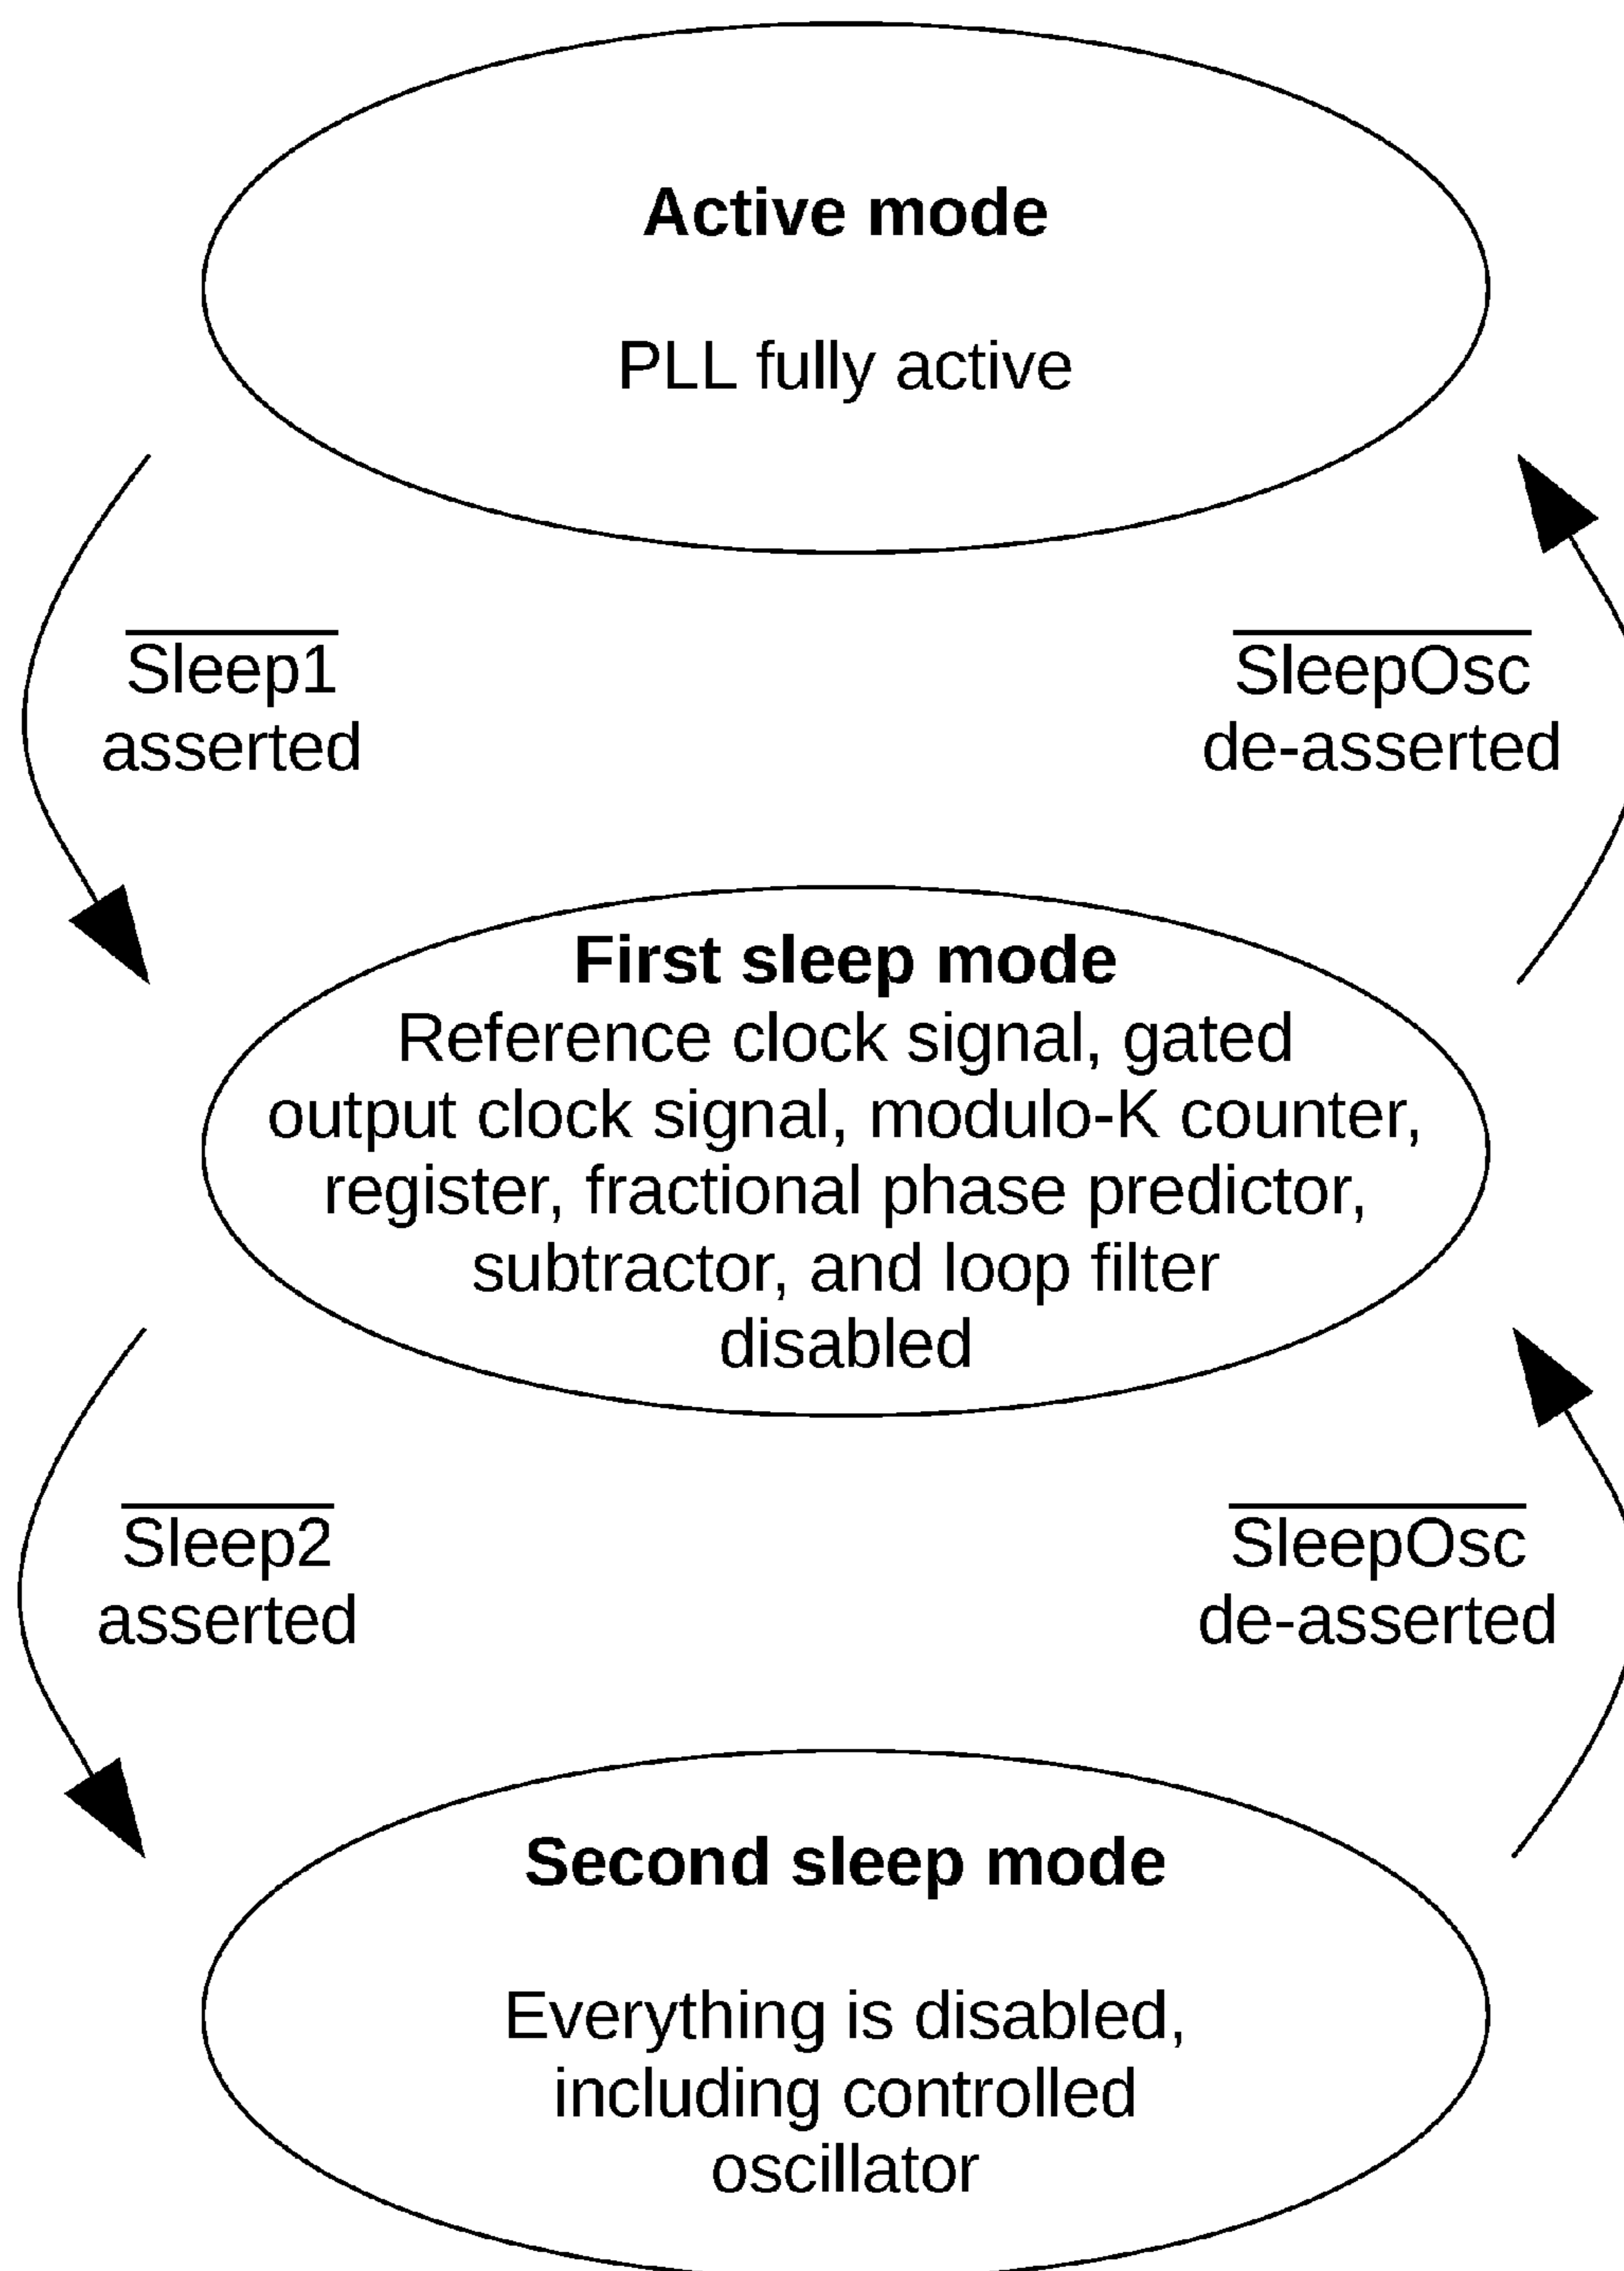 Active mode
PLL fully active
Sleep1
asserted
SleepOsc
de-asserted
First sleep mode
Reference clock signal, gated
output clock signal, modulo-K counter,
register, fractional phase predictor,
subtractor, and loop filter
disabled
Sleep2
asserted
SleepOsc
de-asserted
Second sleep mode
Everything is disabled,
including controlled
oscillator